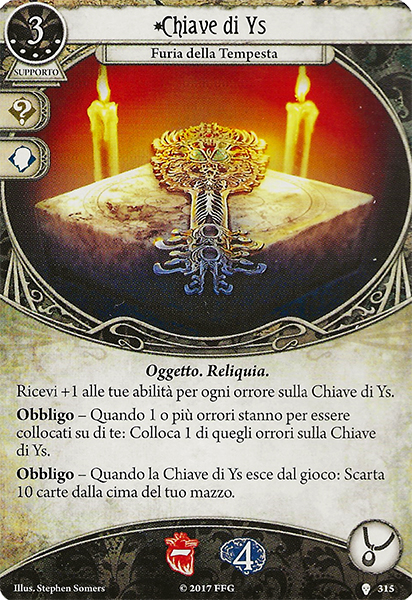 3
*Chiave di Ys
Furia della Tempesta
SUPPORTO
?
Oggetto. Reliquia.
Ricevi +1 alle tue abilità per ogni orrore sulla Chiave di Ys.
Obbligo – Quando 1 o più orrori stanno per essere
collocati su di te: Colloca 1 di quegli orrori sulla Chiave
di Ys.
Obbligo – Quando la Chiave di Ys esce dal gioco: Scarta
10 carte dalla cima del tuo mazzo.
– 4
Illus. Stephen Somers © 2017 FFG 315